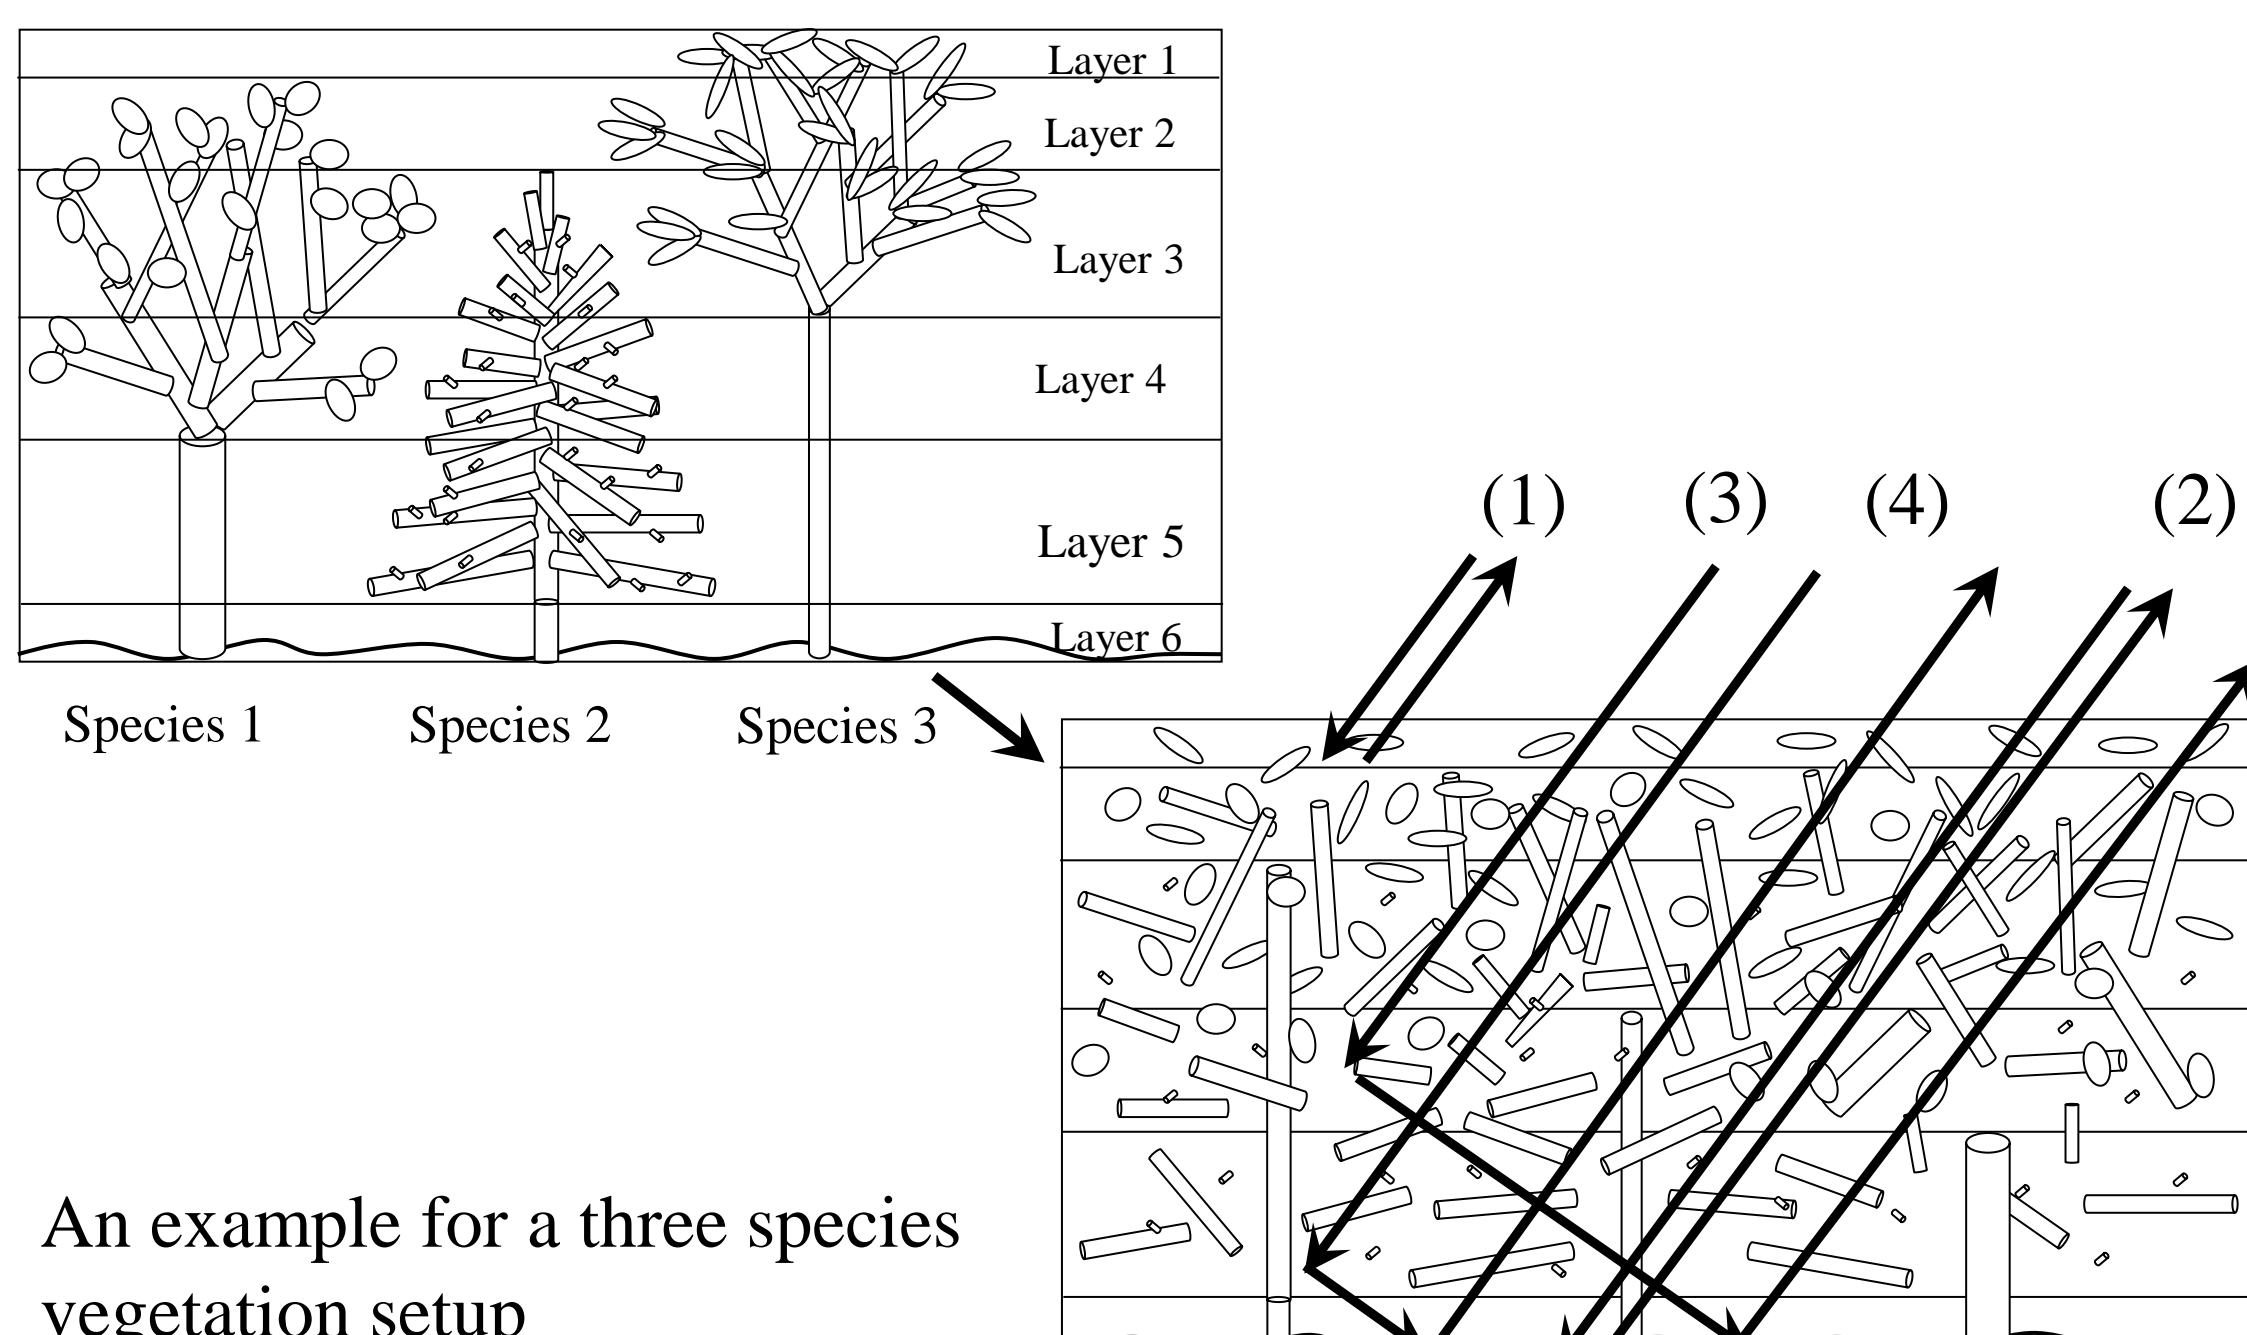 Layer 1
Layer 2
Layer 3
Layer 4
Layer 5
Layer 6
Species 1 Species 2 Species 3
(1) (3) (4) (2)
An example for a three species
vegetation setup